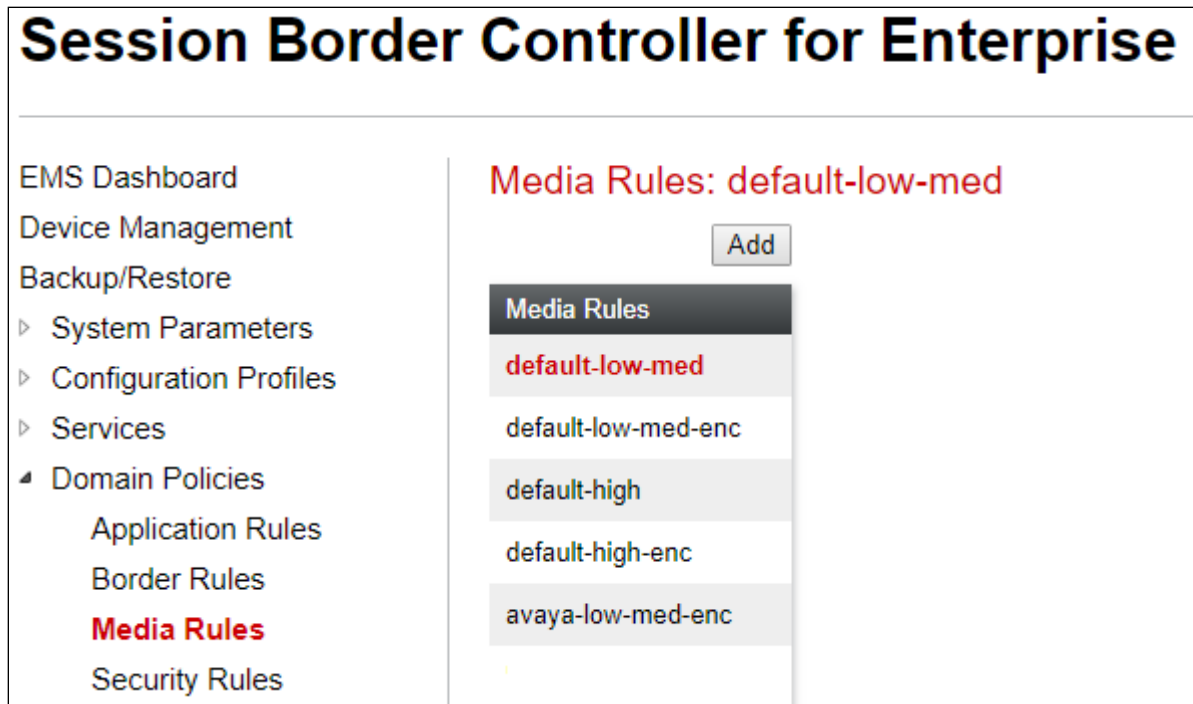 Session Border Controller for Enterprise
EMS Dashboard
Device Management
Backup/Restore
System Parameters
Configuration Profiles
Services
Domain Policies
Application Rules
Border Rules
Media Rules
Security Rules
Media Rules: default-low-med
Add
Media Rules
default-low-med
default-low-med-enc
default-high
default-high-enc
avaya-low-med-enc